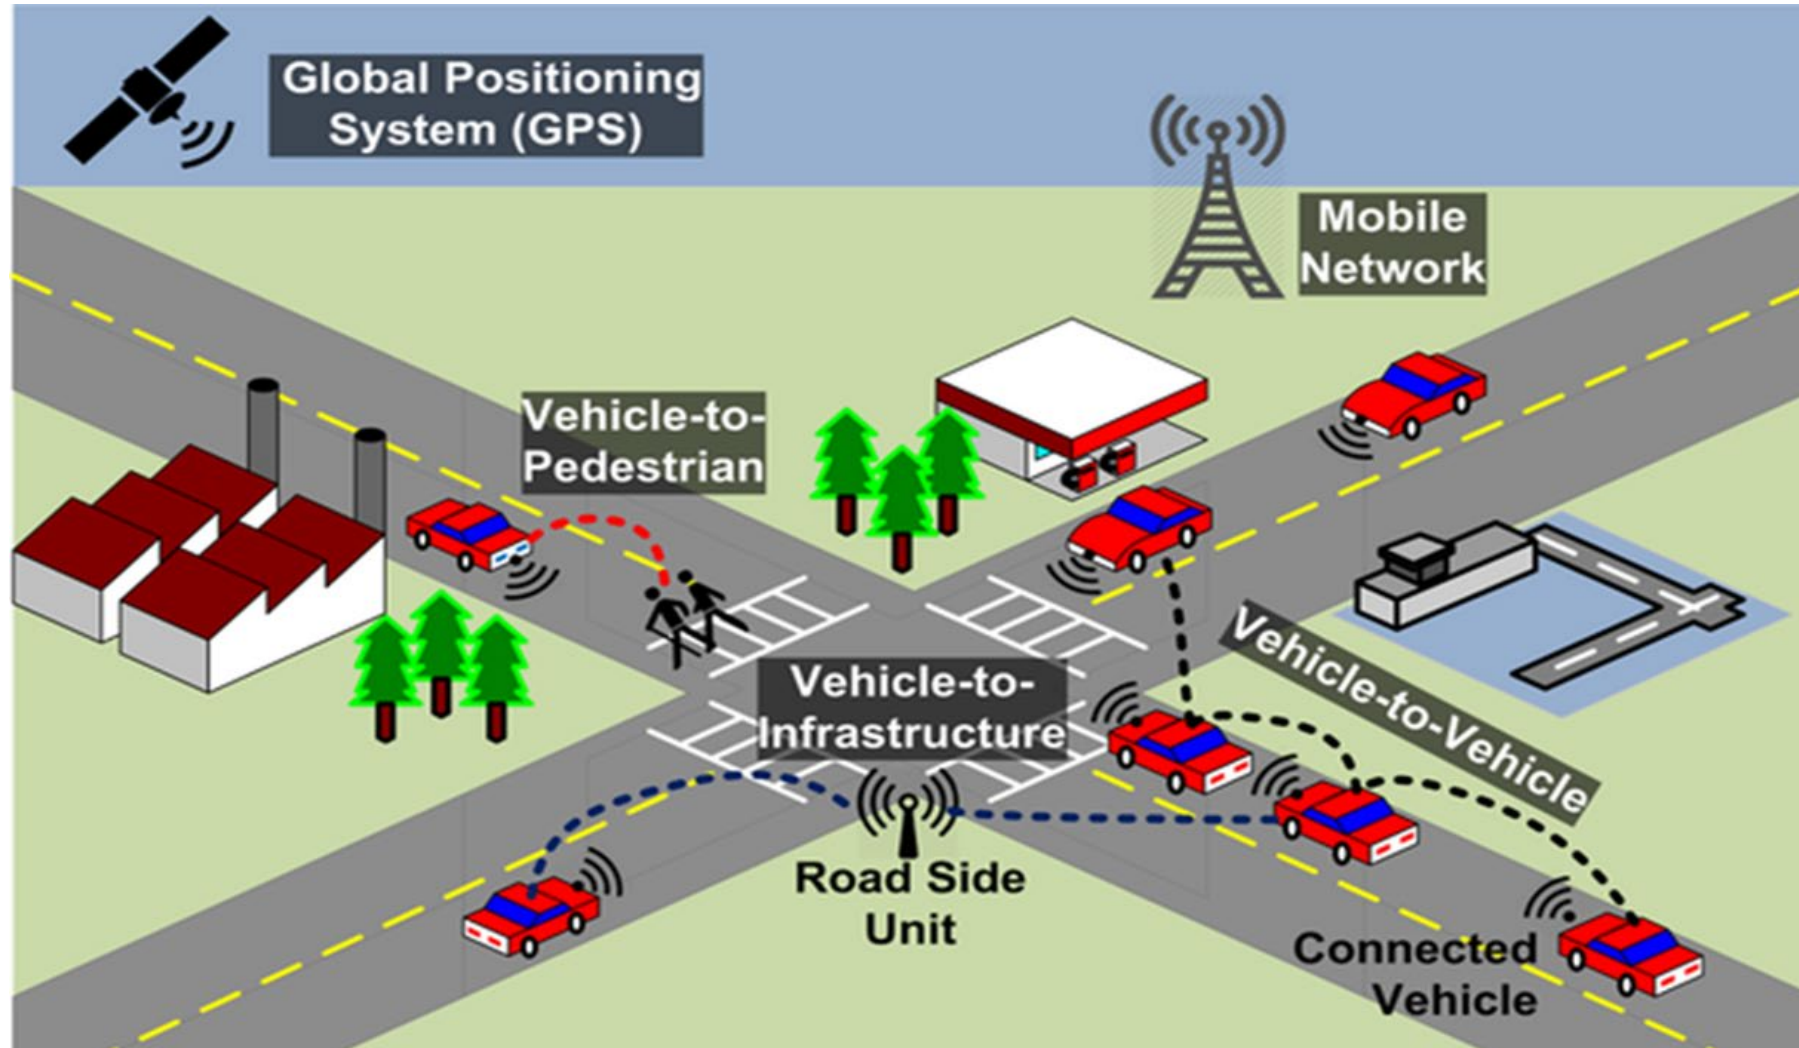 Global Positioning
System (GPS)
Mobile
Network
Vehicle-to-
Pedestrian
Vehicle-to-
Infrastructure
Vehicle-to-Vehicle
Road Side
Unit
Connected
Vehicle